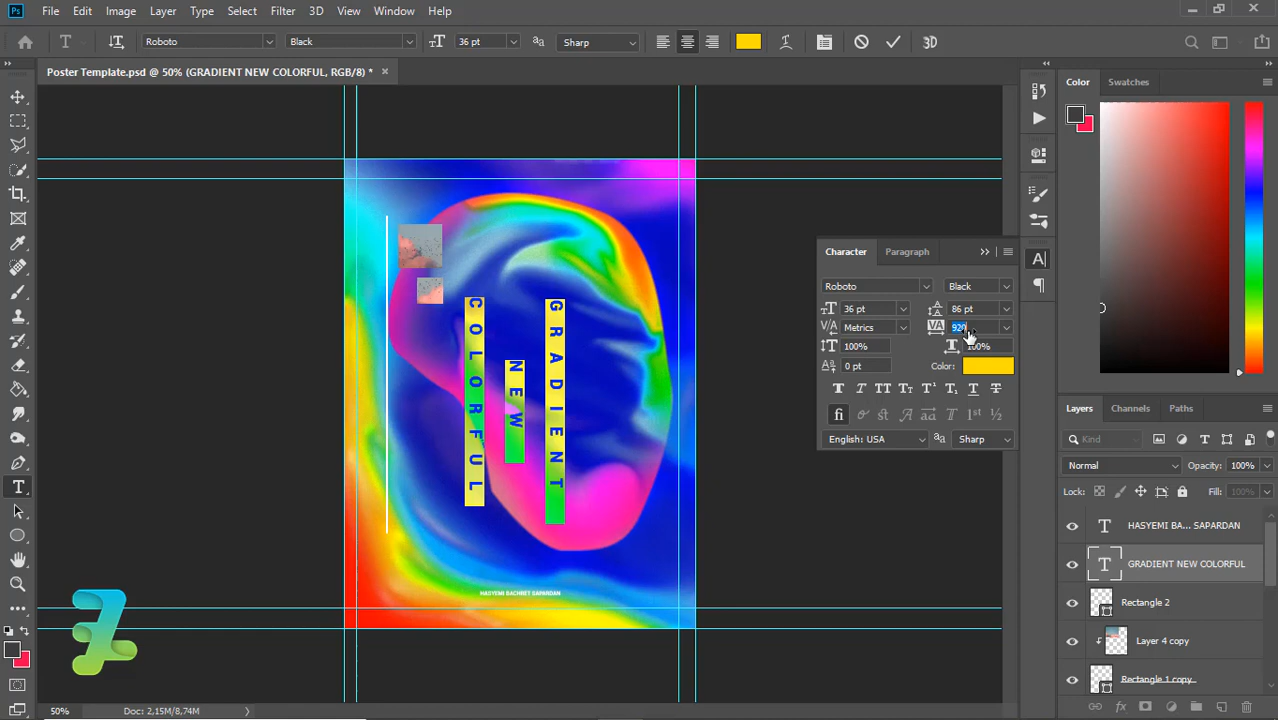 Ps File Edit Image Layer Type Select Filter 3D View Window Help
T Roboto Black 36 pt Sharp 3D
Poster Template.psd @ 50% (GRADIENT NEW COLORFUL, RGB/8) *
Color Swatches
COLORFUL
NEW
GRADIENT
HASYEMI BACHRET SAPARDAN
Character Paragraph
Roboto Black
36 pt 86 pt
Metrics 920
100% 100%
0 pt Color:
English: USA Sharp
Layers Channels Paths
Kind
Normal Opacity: 100%
Lock: Fill: 100%
HASYEMI BA... SAPARDAN
GRADIENT NEW COLORFUL
Rectangle 2
Layer 4 copy
Rectangle 1 copy
50% Doc: 2,15M/8,74M